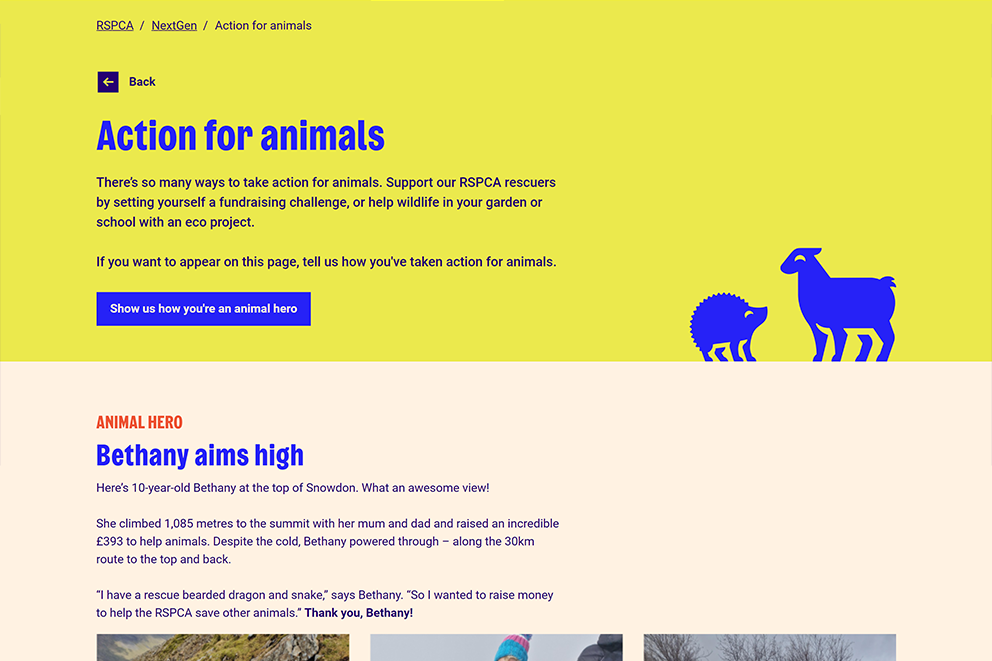 RSPCA / NextGen / Action for animals
Back
Action for animals
There's so many ways to take action for animals. Support our RSPCA rescuers
by setting yourself a fundraising challenge, or help wildlife in your garden or
school with an eco project.
If you want to appear on this page, tell us how you've taken action for animals.
Show us how you're an animal hero
ANIMAL HERO
Bethany aims high
Here's 10-year-old Bethany at the top of Snowdon. What an awesome view!
She climbed 1,085 metres to the summit with her mum and dad and raised an incredible
£393 to help animals. Despite the cold, Bethany powered through – along the 30km
route to the top and back.
"I have a rescue bearded dragon and snake," says Bethany. "So I wanted to raise money
to help the RSPCA save other animals." Thank you, Bethany!